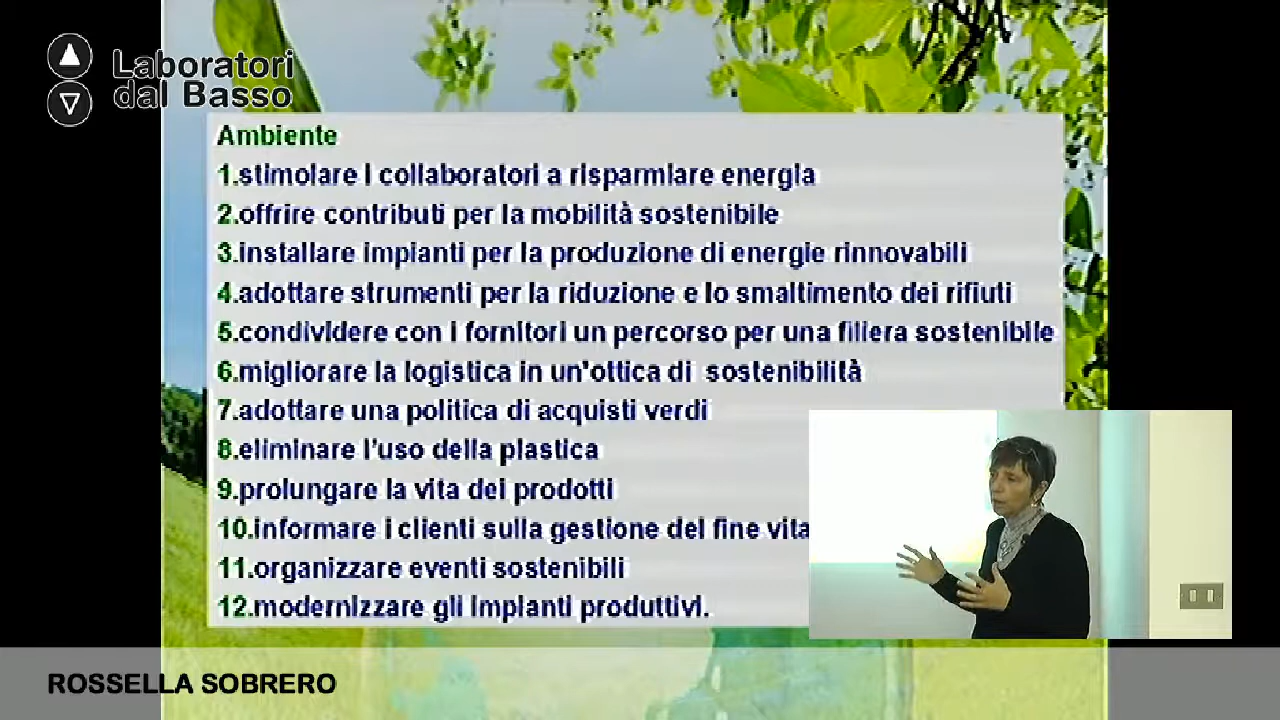 Laboratori
dal Basso
Ambiente
1.stimolare i collaboratori a risparmiare energia
2.offrire contributi per la mobilità sostenibile
3.installare impianti per la produzione di energie rinnovabili
4.adottare strumenti per la riduzione e lo smaltimento dei rifiuti
5.condividere con i fornitori un percorso per una filiera sostenibile
6.migliorare la logistica in un'ottica di sostenibilità
7.adottare una politica di acquisti verdi
8.eliminare l'uso della plastica
9.prolungare la vita dei prodotti
10.informare i clienti sulla gestione del fine vita
11.organizzare eventi sostenibili
12.modernizzare gli impianti produttivi.
ROSSELLA SOBRERO